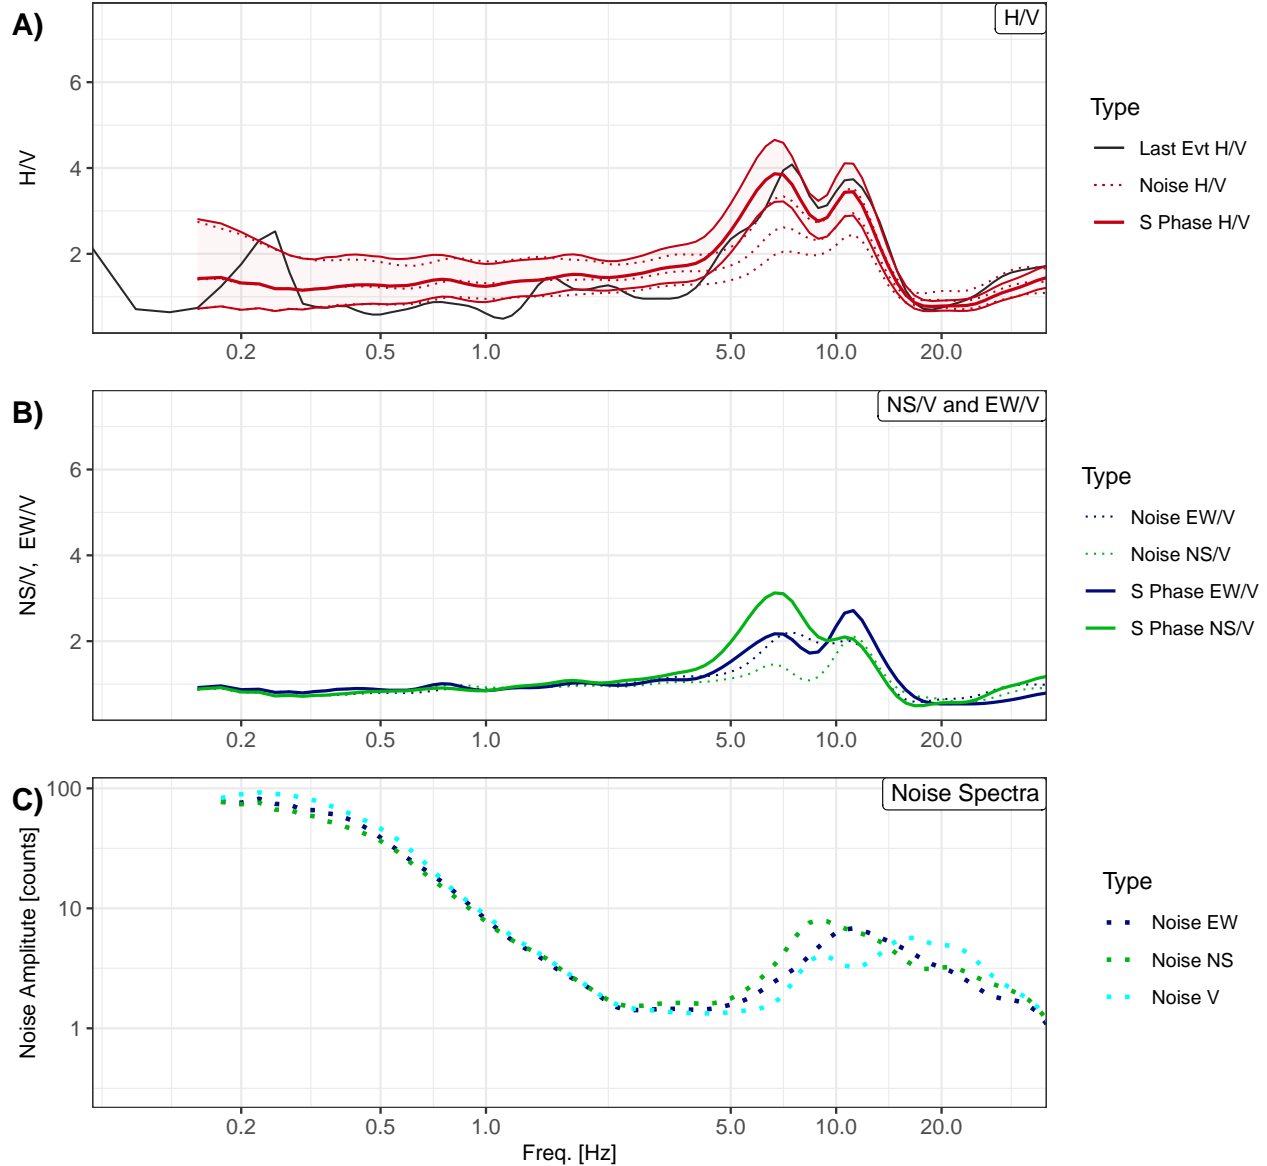 A)
H/V
6
4
2
H/V
0.2 0.5 1.0 5.0 10.0 20.0
Type
Last Evt H/V
Noise H/V
S Phase H/V
B)
NS/V and EW/V
6
4
2
NS/V, EW/V
0.2 0.5 1.0 5.0 10.0 20.0
Type
Noise EW/V
Noise NS/V
S Phase EW/V
S Phase NS/V
C)
Noise Spectra
100
10
1
Noise Amplitute [counts]
0.2 0.5 1.0 5.0 10.0 20.0
Freq. [Hz]
Type
Noise EW
Noise NS
Noise V